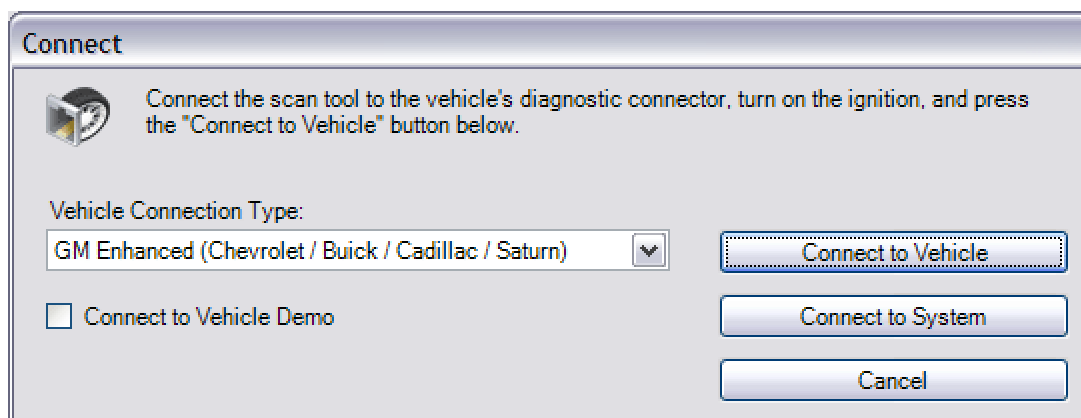 Connect
Connect the scan tool to the vehicle's diagnostic connector, turn on the ignition, and press
the "Connect to Vehicle" button below.
Vehicle Connection Type:
GM Enhanced (Chevrolet / Buick / Cadillac / Saturn)
Connect to Vehicle
Connect to Vehicle Demo
Connect to System
Cancel